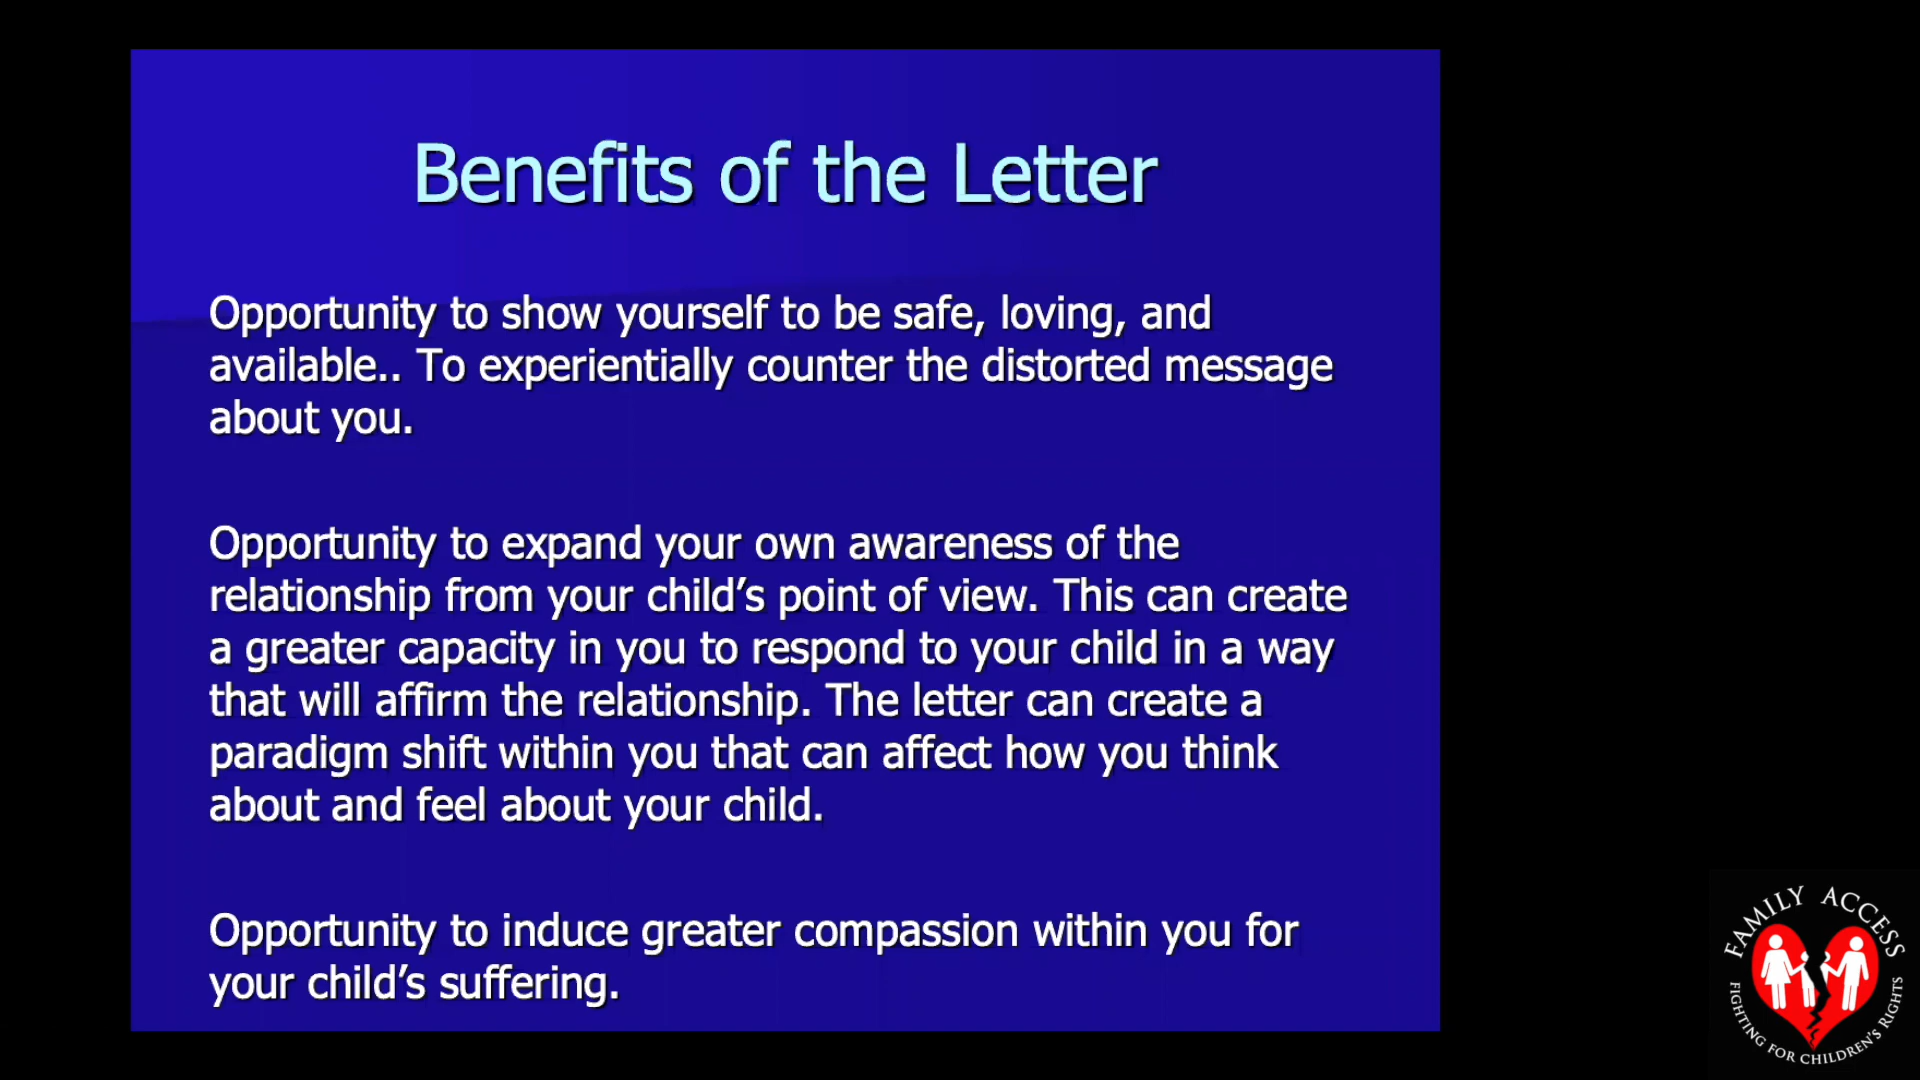 Benefits of the Letter
Opportunity to show yourself to be safe, loving, and
available.. To experientially counter the distorted message
about you.
Opportunity to expand your own awareness of the
relationship from your child’s point of view. This can create
a greater capacity in you to respond to your child in a way
that will affirm the relationship. The letter can create a
paradigm shift within you that can affect how you think
about and feel about your child.
Opportunity to induce greater compassion within you for
your child’s suffering.
FAMILY ACCESS
FIGHTING FOR CHILDREN'S RIGHTS